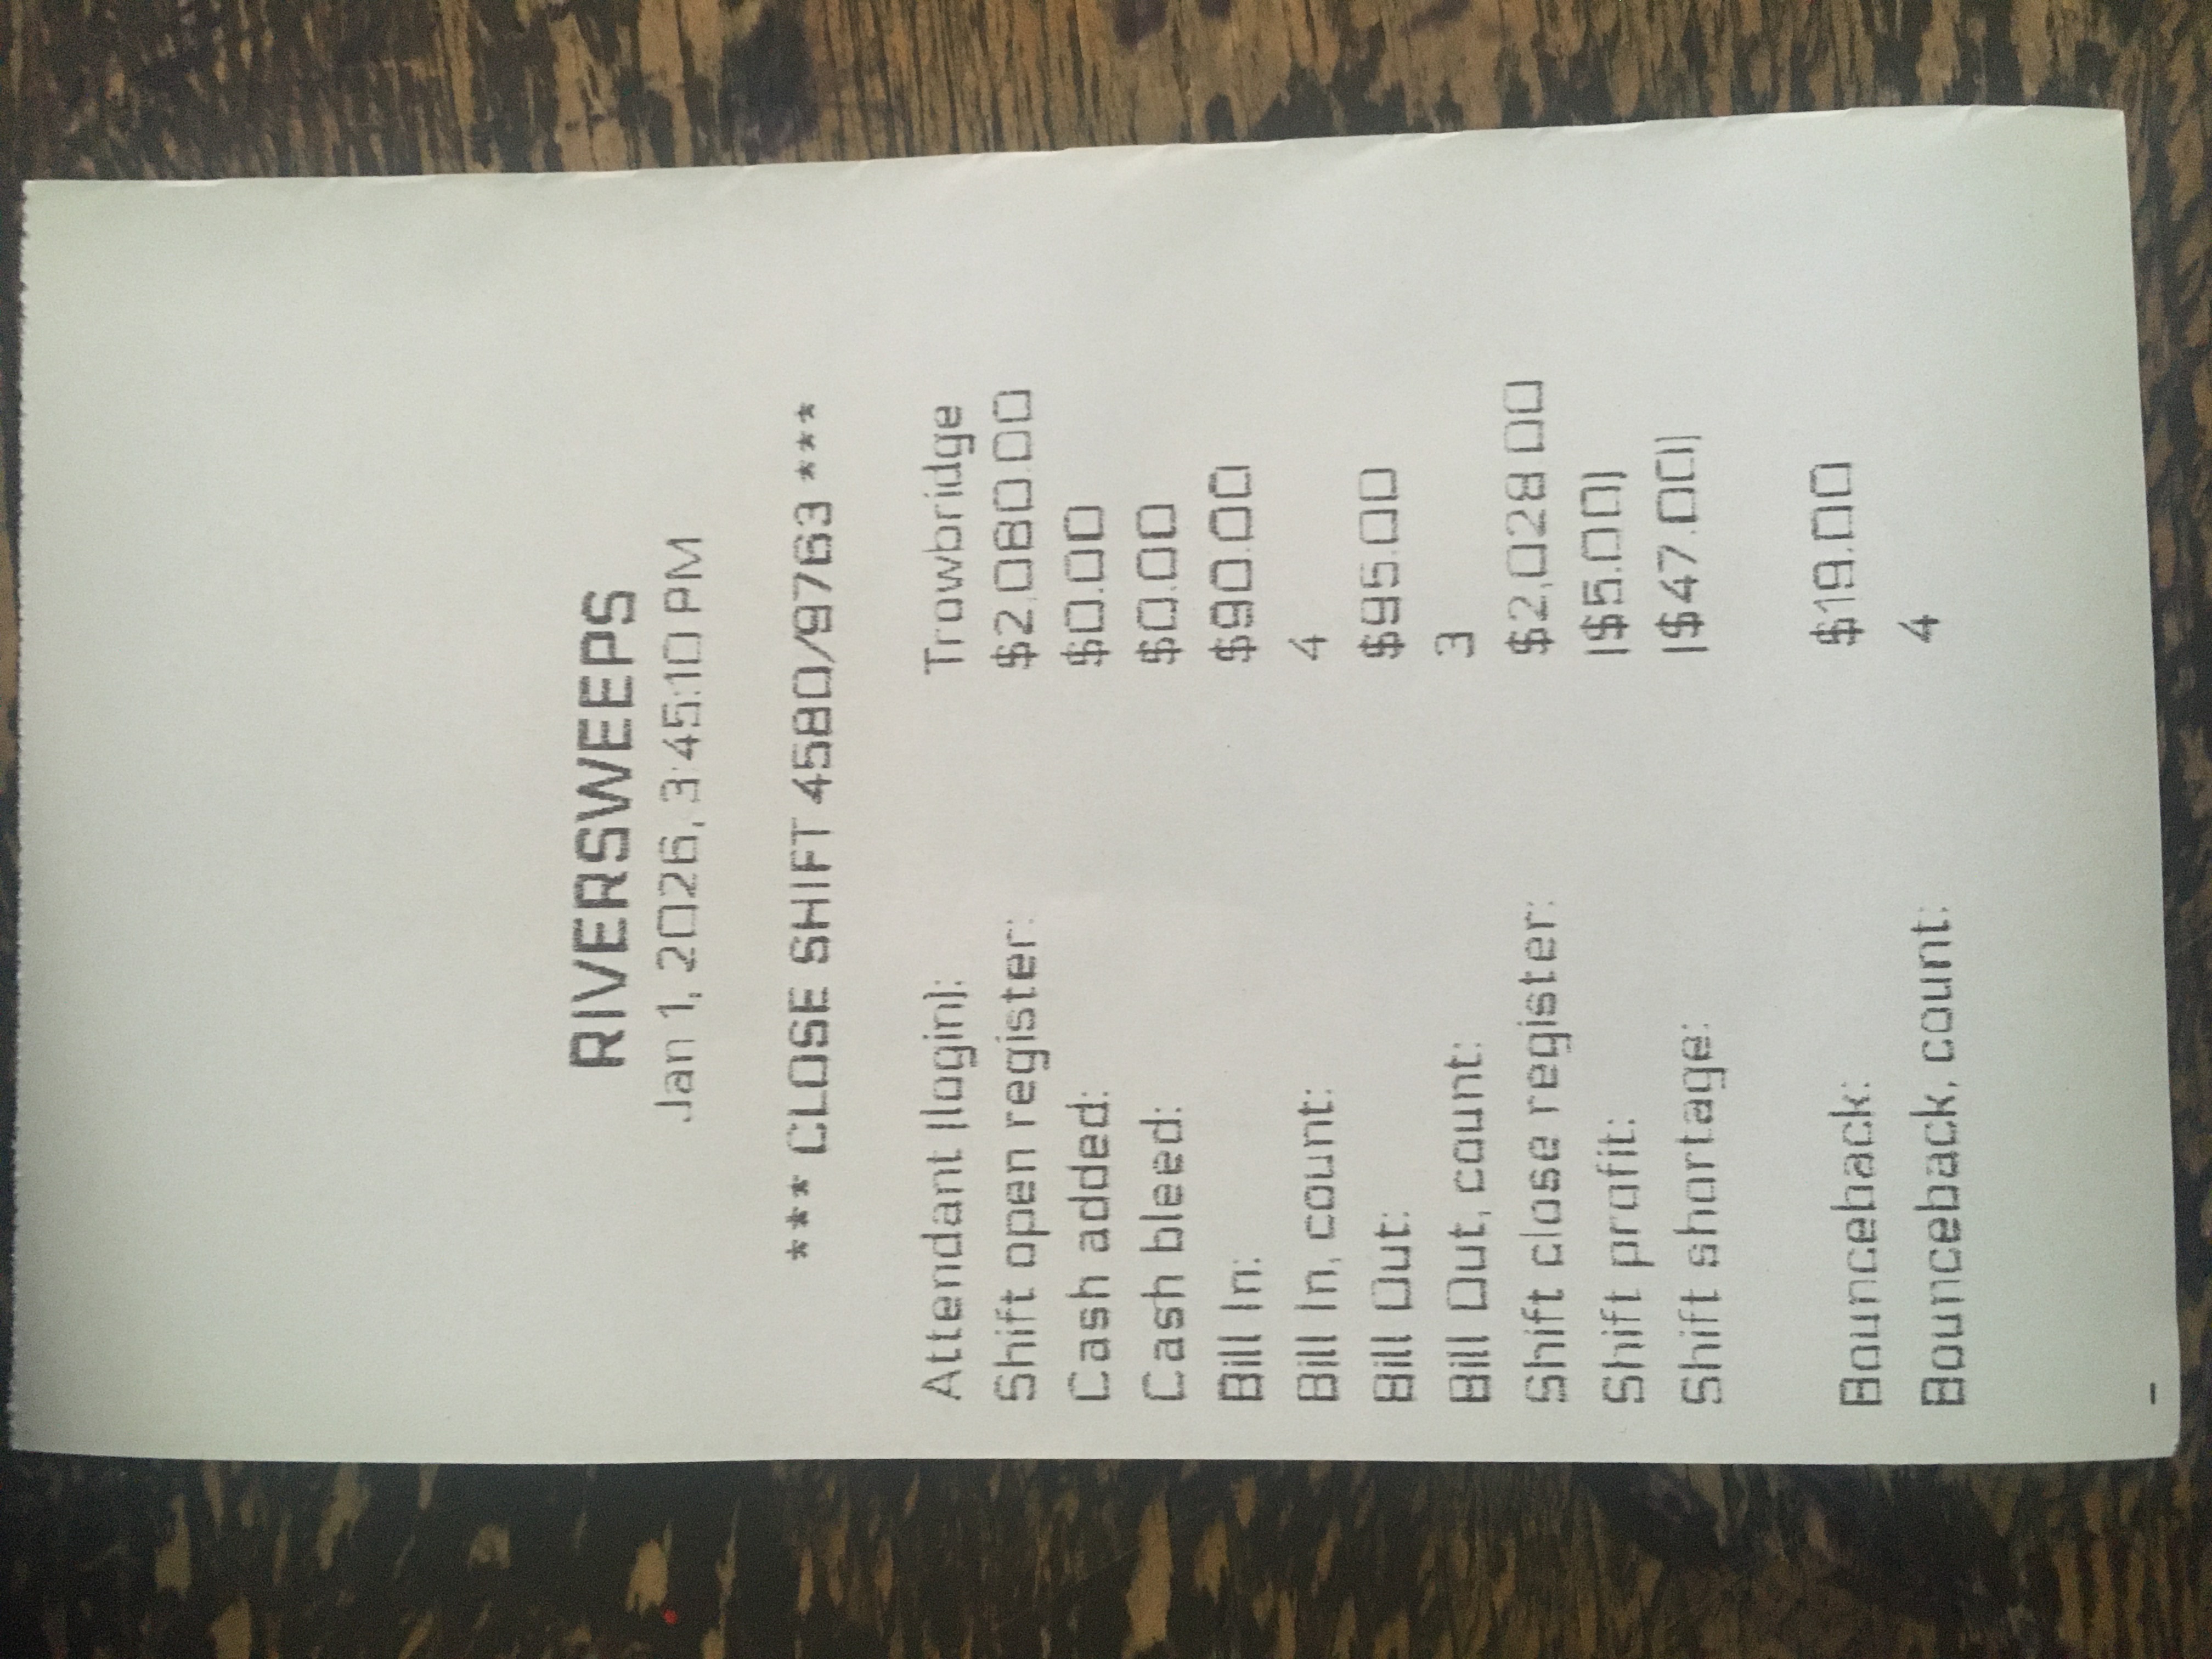 RIVERSWEEPS
Jan 1, 2026, 3:45:10 PM
*** CLOSE SHIFT 4580/9763 ***
Attendant (login): Trowbridge
Shift open register: $2,080.00
Cash added: $0.00
Cash bleed: $0.00
Bill In: $90.00
Bill In, count: 4
Bill Out: $95.00
Bill Out, count: 3
Shift close register: $2,028.00
Shift profit: ($5.00)
Shift shortage: ($47.00)
Bounceback: $19.00
Bounceback, count: 4